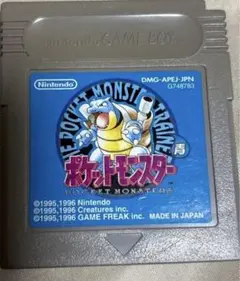 Nintendo GAME BOY
DMG-APEJ-JPN
Nintendo
THE POCKET MONSTER TRAINER
ポケットモンスター
POCKET MONSTERS
©1995,1996 Nintendo
©1995,1996 Creatures inc.
©1995,1996 GAME FREAK inc.
MADE IN JAPAN